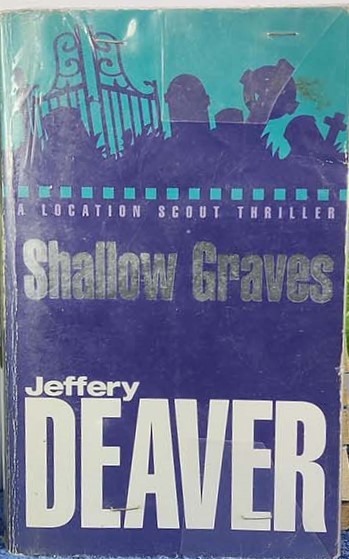 A LOCATION SCOUT THRILLER
Shallow Graves
Jeffery
DEAVER